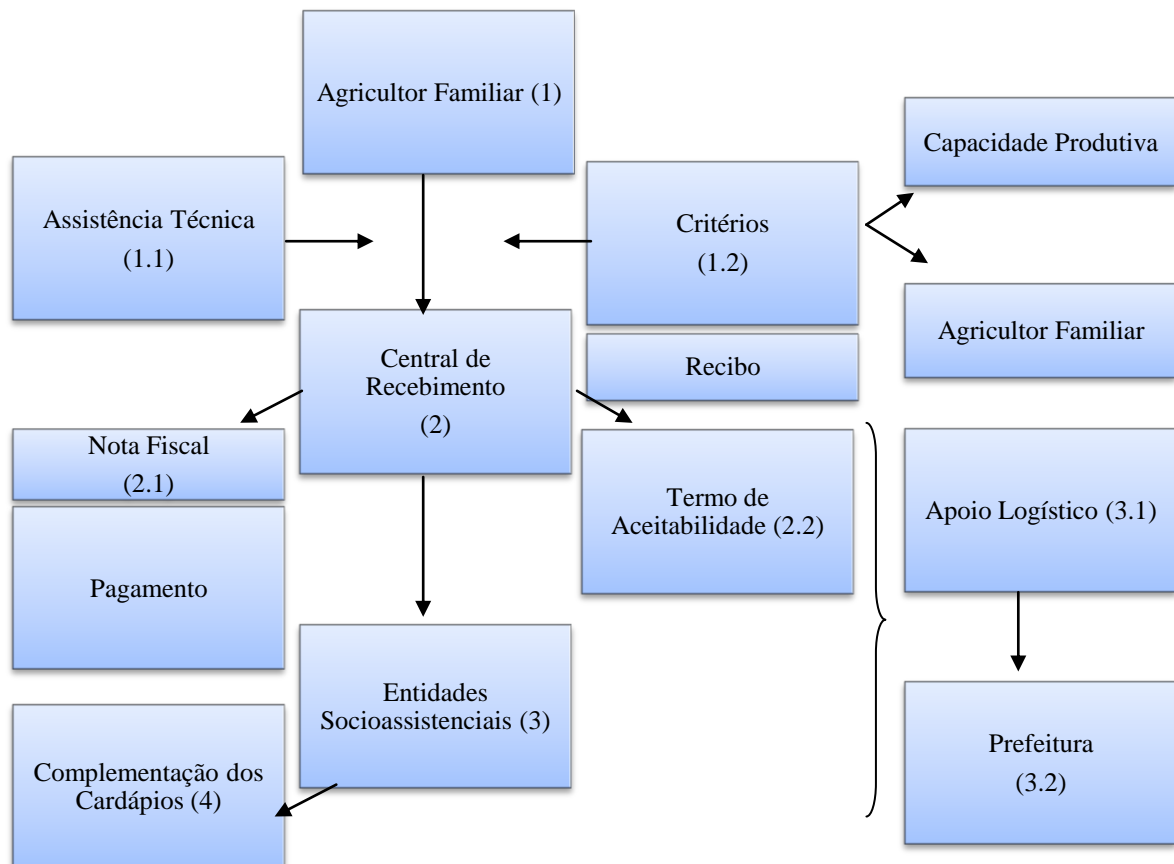 Agricultor Familiar (1)
Capacidade Produtiva
Assistência Técnica
(1.1)
Critérios
(1.2)
Agricultor Familiar
Central de
Recebimento
(2)
Recibo
Nota Fiscal
(2.1)
Termo de
Aceitabilidade (2.2)
Apoio Logístico (3.1)
Pagamento
Entidades
Socioassistenciais (3)
Prefeitura
(3.2)
Complementação dos
Cardápios (4)